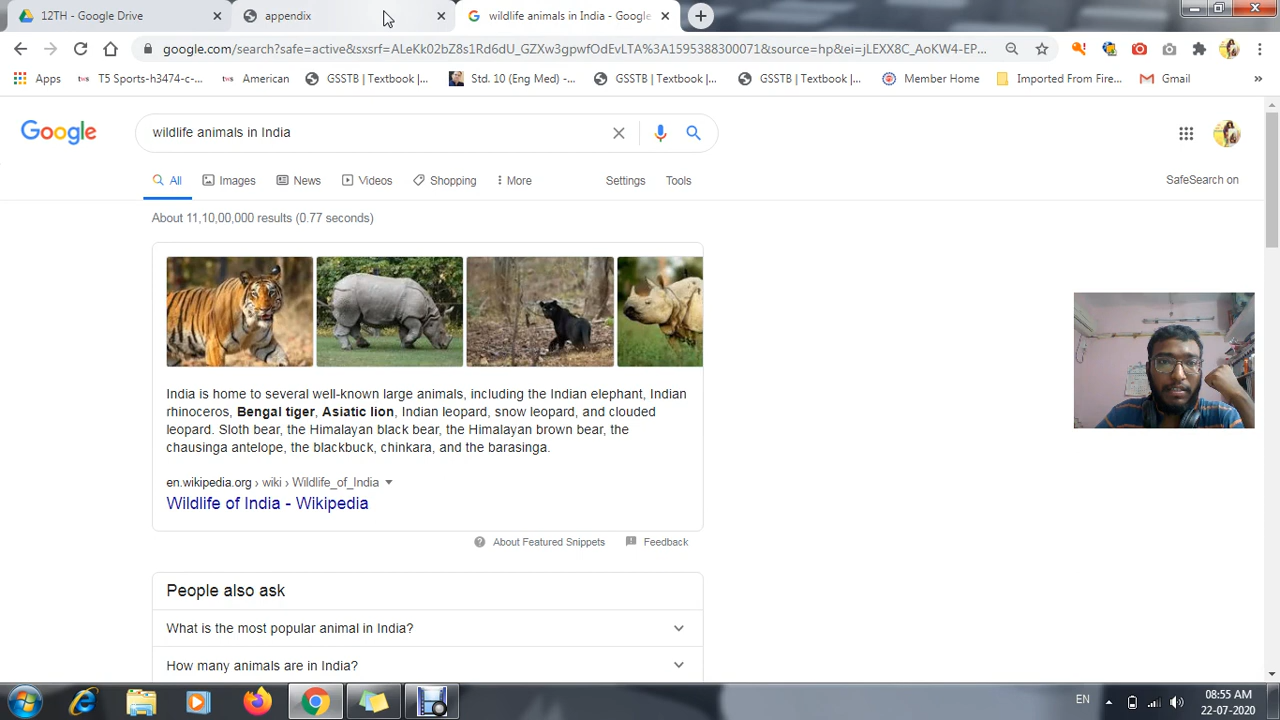 12TH - Google Drive
appendix
wildlife animals in India - Google
google.com/search?safe=active&sxsrf=ALeKk02bZ8s1Rd6dU_GZXw3gpwfOdEvLTA%3A1595388000071&source=hp&ei=jLEXX8C_AoKW4-EP...
Apps
T5 Sports-h3474-c-...
American
GSSTB | Textbook |...
Std. 10 (Eng Med) -...
GSSTB | Textbook |...
GSSTB | Textbook |...
Member Home
Imported From Fire...
Gmail
»
Google
wildlife animals in India
All
Images
News
Videos
Shopping
More
Settings
Tools
SafeSearch on
About 11,10,00,000 results (0.77 seconds)
India is home to several well-known large animals, including the Indian elephant, Indian
rhinoceros, Bengal tiger, Asiatic lion, Indian leopard, snow leopard, and clouded
leopard. Sloth bear, the Himalayan black bear, the Himalayan brown bear, the
chausinga antelope, the blackbuck, chinkara, and the barasinga.
en.wikipedia.org › wiki › Wildlife_of_India
Wildlife of India - Wikipedia
About Featured Snippets
Feedback
People also ask
What is the most popular animal in India?
How many animals are in India?
EN
08:55 AM
22-07-2020